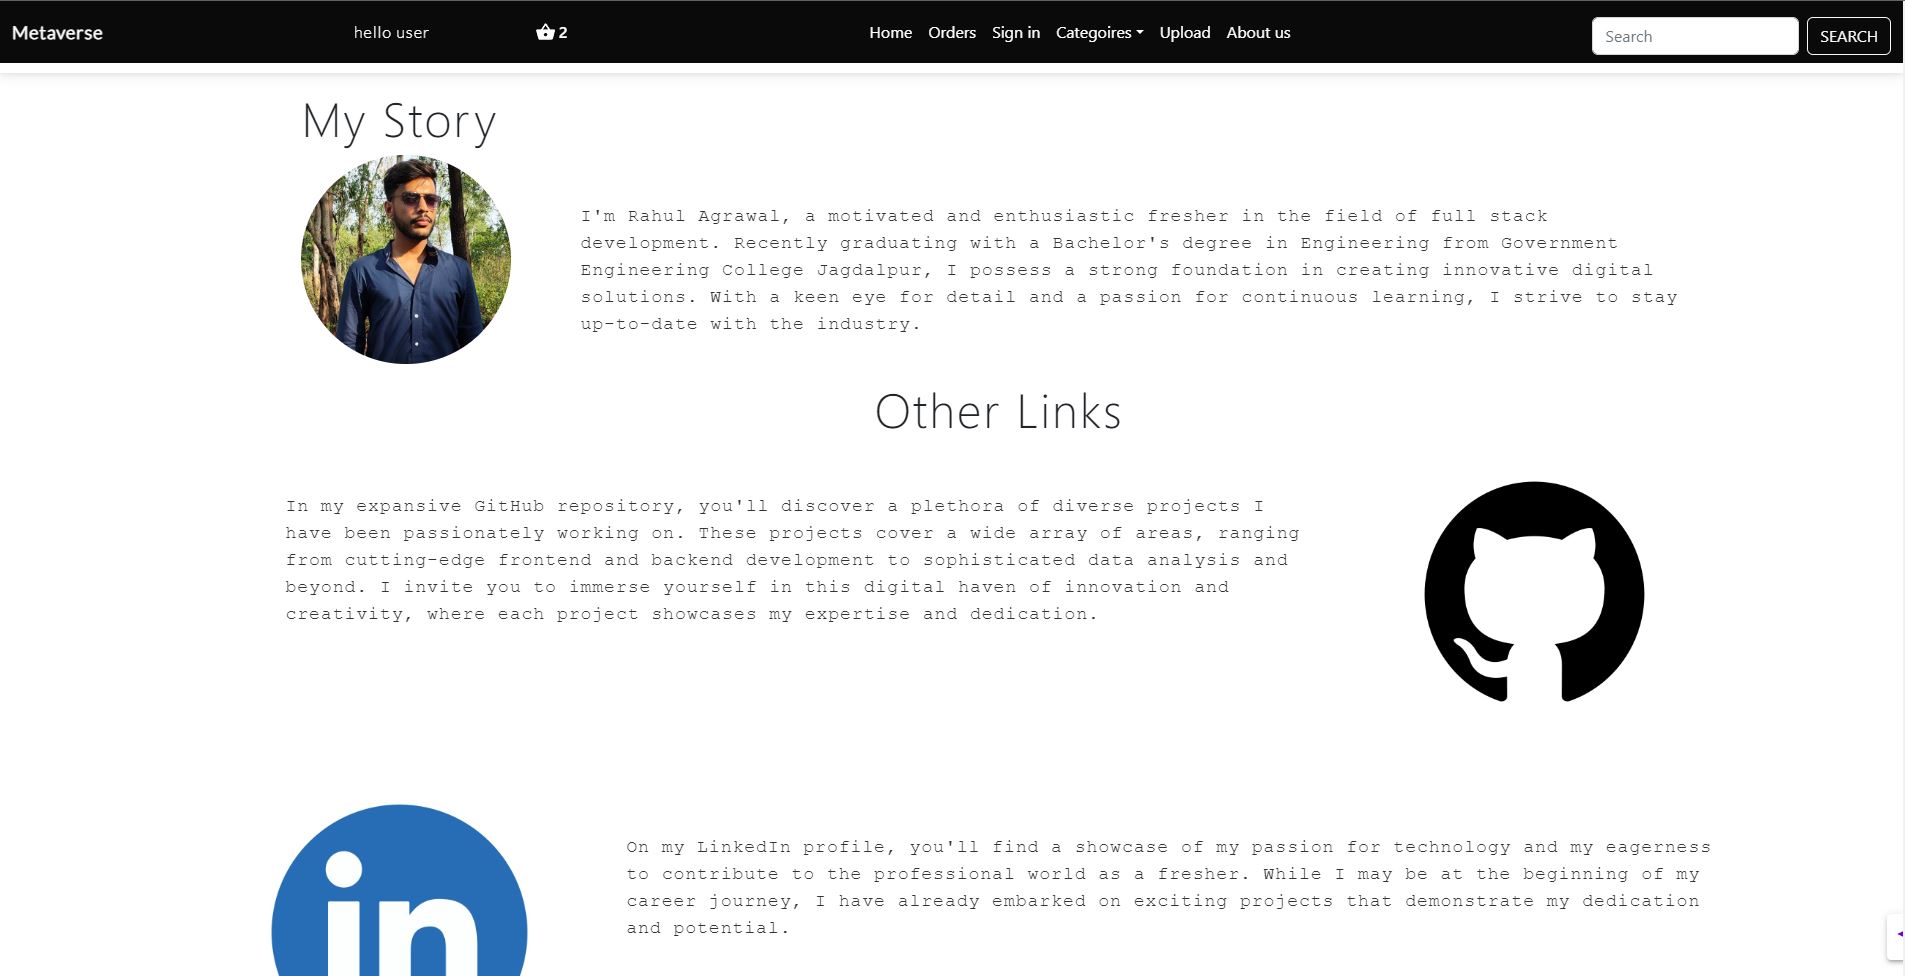 Metaverse
hello user
2
Home Orders Sign in Categoires Upload About us
Search
SEARCH
My Story
I'm Rahul Agrawal, a motivated and enthusiastic fresher in the field of full stack
development. Recently graduating with a Bachelor's degree in Engineering from Government
Engineering College Jagdalpur, I possess a strong foundation in creating innovative digital
solutions. With a keen eye for detail and a passion for continuous learning, I strive to stay
up-to-date with the industry.
Other Links
In my expansive GitHub repository, you'll discover a plethora of diverse projects I
have been passionately working on. These projects cover a wide array of areas, ranging
from cutting-edge frontend and backend development to sophisticated data analysis and
beyond. I invite you to immerse yourself in this digital haven of innovation and
creativity, where each project showcases my expertise and dedication.
in
On my LinkedIn profile, you'll find a showcase of my passion for technology and my eagerness
to contribute to the professional world as a fresher. While I may be at the beginning of my
career journey, I have already embarked on exciting projects that demonstrate my dedication
and potential.